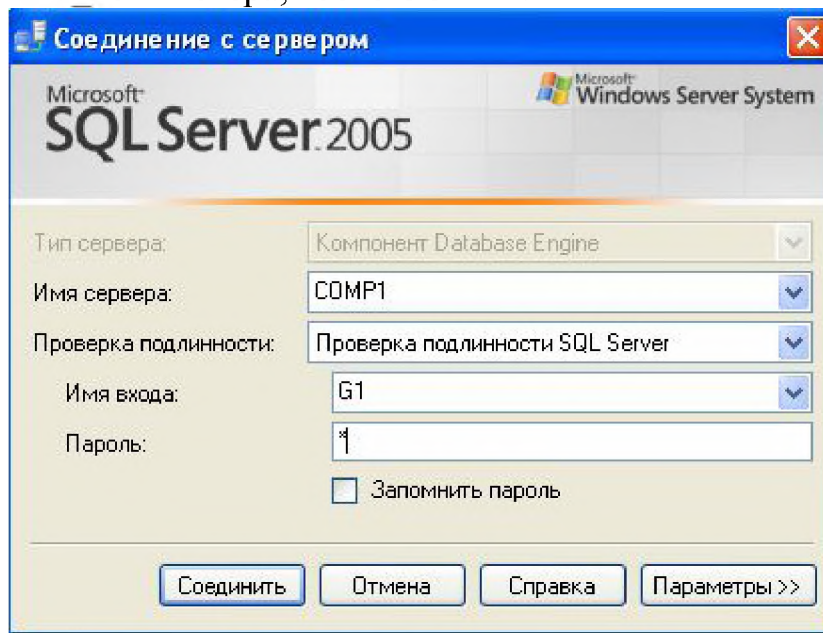 Соединение с сервером
Microsoft
SQL Server 2005
Microsoft
Windows Server System
Тип сервера: Компонент Database Engine
Имя сервера: COMP1
Проверка подлинности: Проверка подлинности SQL Server
Имя входа: G1
Пароль: *
Запомнить пароль
Соединить Отмена Справка Параметры >>